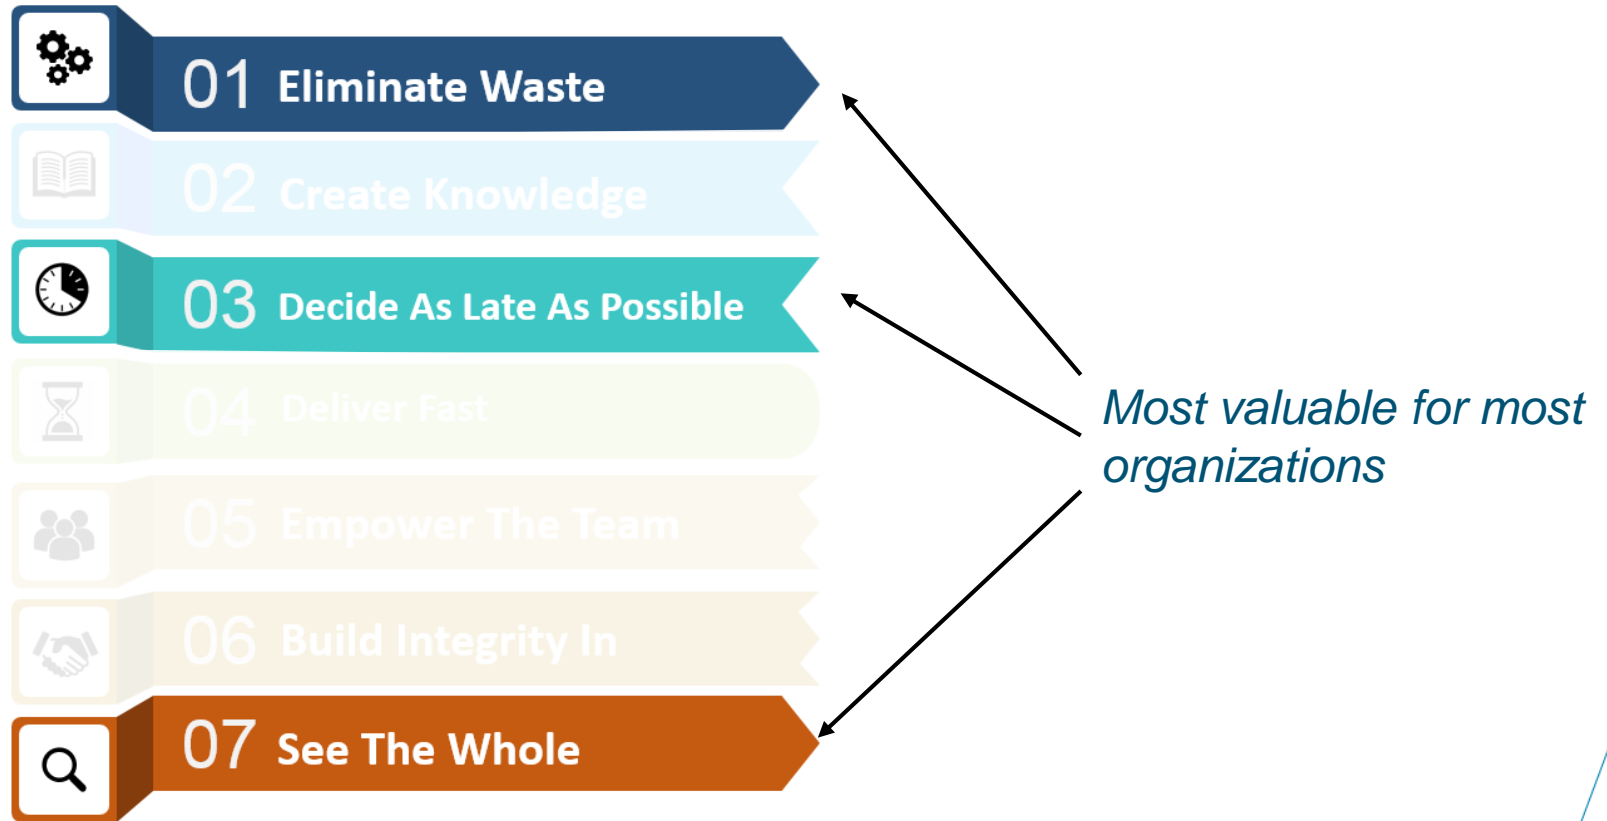 01 Eliminate Waste
02 Create Knowledge
03 Decide As Late As Possible
04 Deliver Fast
05 Empower The Team
06 Build Integrity In
07 See The Whole
Most valuable for most
organizations